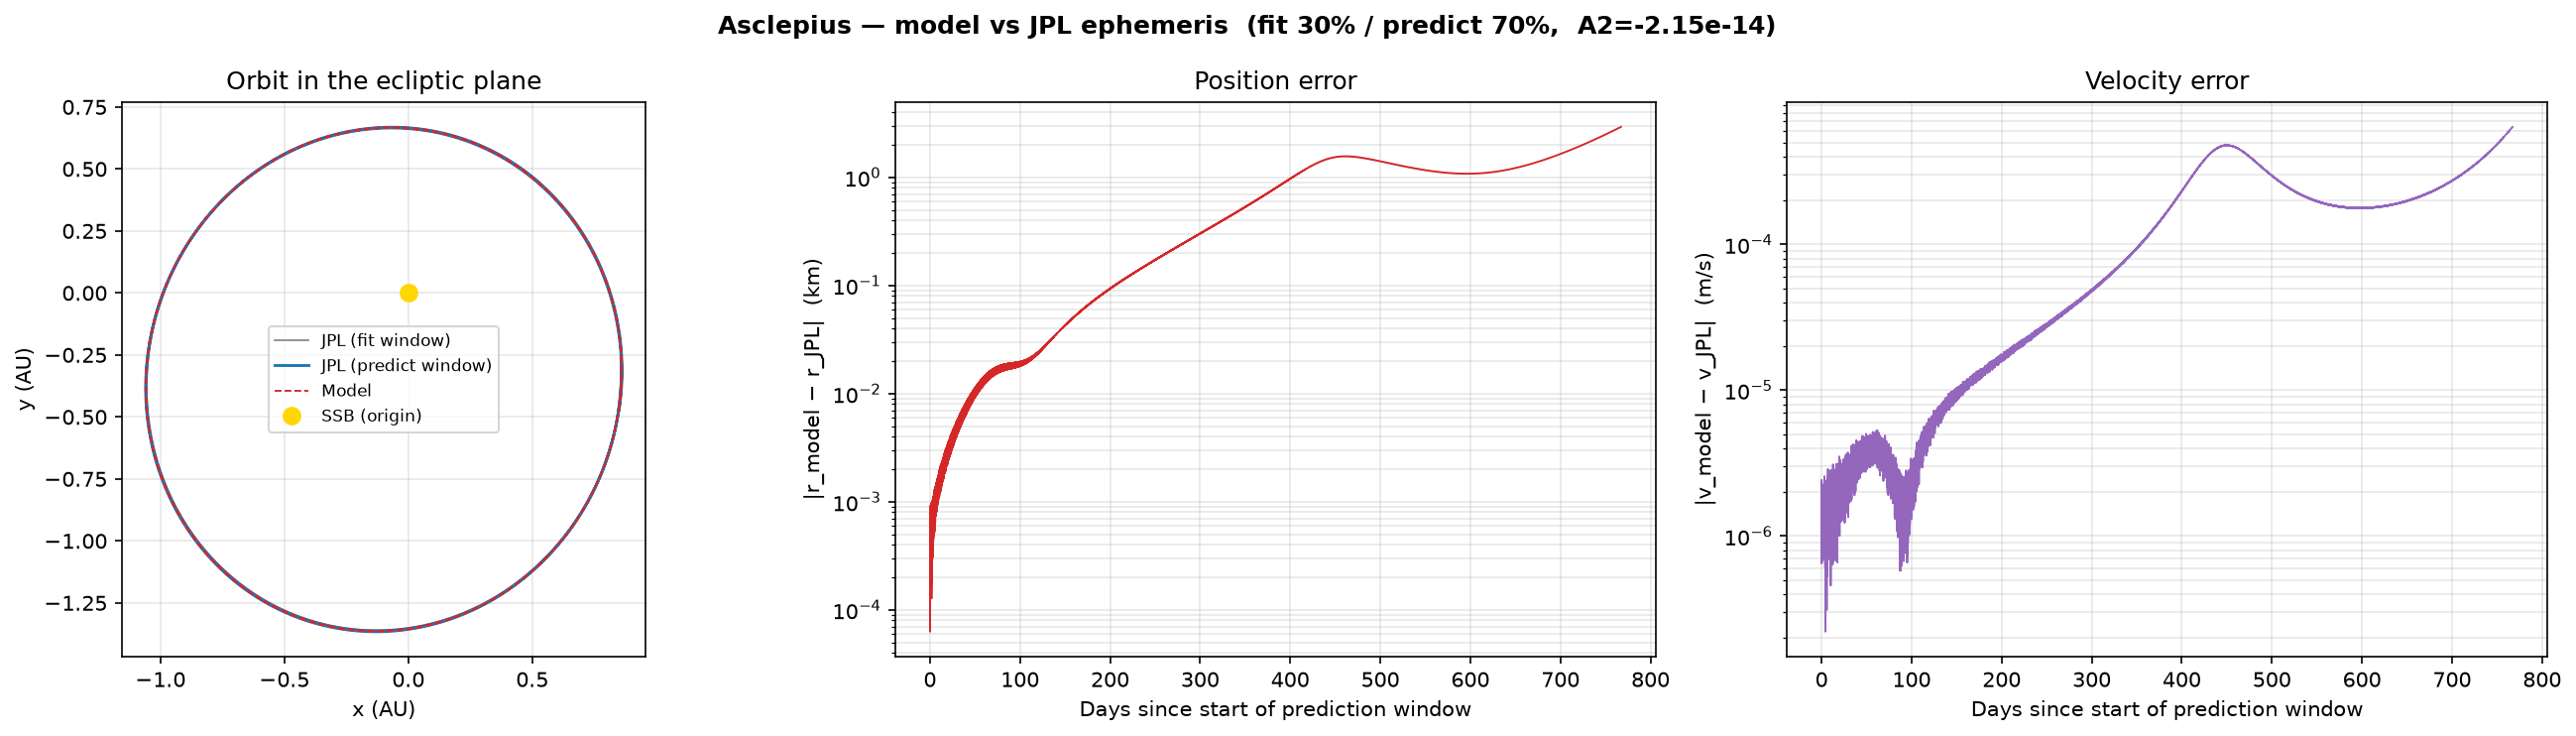 Asclepius — model vs JPL ephemeris  (fit 30% / predict 70%,  A2=-2.15e-14)
Orbit in the ecliptic plane
0.75
0.50
0.25
0.00
−0.25
−0.50
−0.75
−1.00
−1.25
y (AU)
JPL (fit window)
JPL (predict window)
Model
SSB (origin)
−1.0
−0.5
0.0
0.5
x (AU)
Position error
10⁰
10⁻¹
10⁻²
10⁻³
10⁻⁴
|r_model − r_JPL|  (km)
0
100
200
300
400
500
600
700
800
Days since start of prediction window
Velocity error
10⁻⁴
10⁻⁵
10⁻⁶
|v_model − v_JPL|  (m/s)
0
100
200
300
400
500
600
700
800
Days since start of prediction window